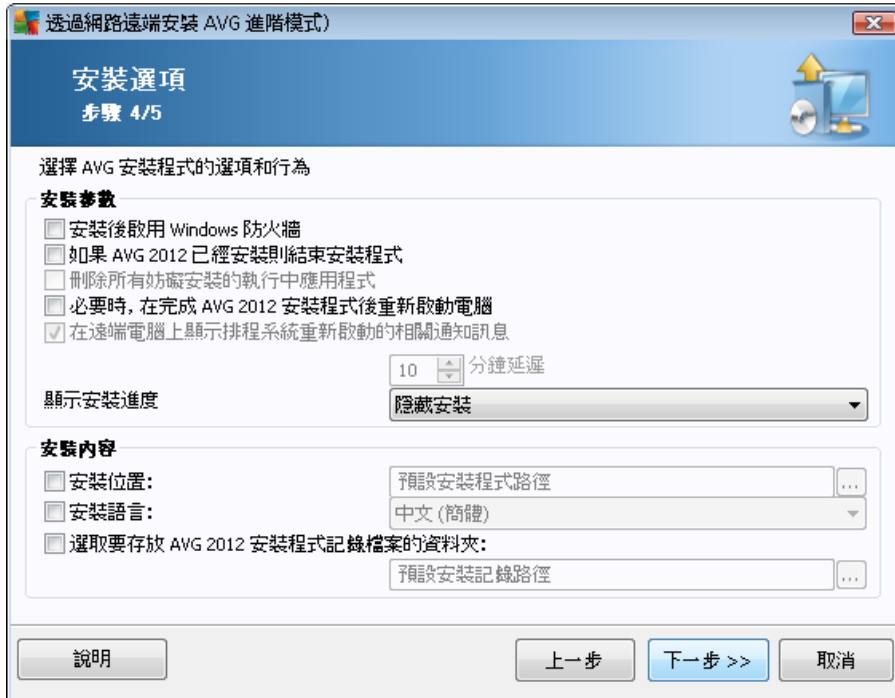 透過網路遠端安裝 AVG 進階模式)
安裝選項
步驟 4/5
選擇 AVG 安裝程式的選項和行為
安裝參數
安裝後啟用 Windows 防火牆
如果 AVG 2012 已經安裝則結束安裝程式
刪除所有妨礙安裝的執行中應用程式
必要時, 在完成 AVG 2012 安裝程式後重新啟動電腦
在遠端電腦上顯示排程系統重新啟動的相關通知訊息
10 分鐘延遲
顯示安裝進度 隱藏安裝
安裝內容
安裝位置: 預設安裝程式路徑 ...
安裝語言: 中文 (簡體)
選取要存放 AVG 2012 安裝程式記錄檔案的資料夾:
預設安裝記錄路徑 ...
說明 上一步 下一步 >> 取消